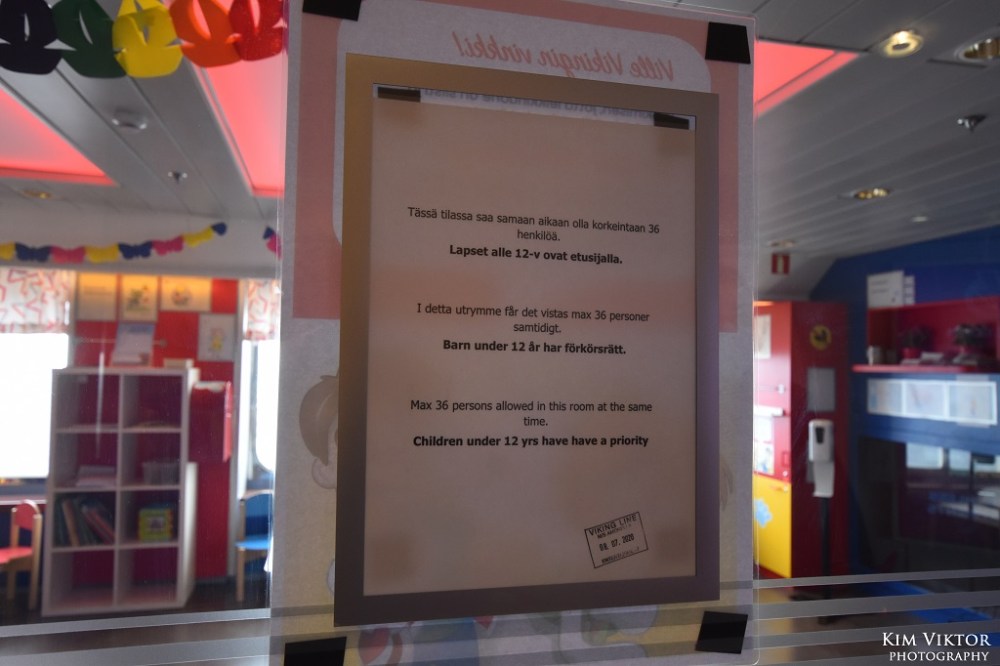 Ville Vikingin vinkki!
Tässä tilassa saa samaan aikaan olla korkeintaan 36
henkilöä.
Lapset alle 12-v ovat etusijalla.
I detta utrymme får det vistas max 36 personer
samtidigt.
Barn under 12 år har förkörsrätt.
Max 36 persons allowed in this room at the same
time.
Children under 12 yrs have have a priority
VIKING LINE
07. 2020
KIM VIKTOR
PHOTOGRAPHY